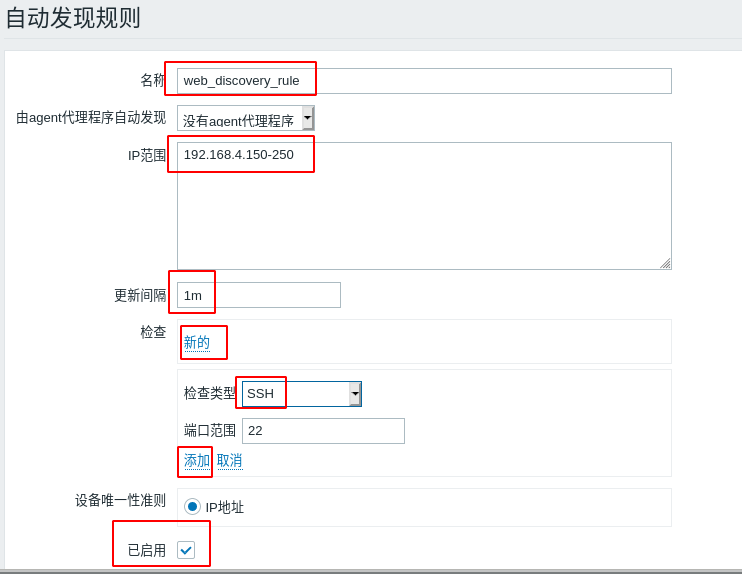 自动发现规则
名称 web_discovery_rule
由agent代理程序自动发现 没有agent代理程序
IP范围 192.168.4.150-250
更新间隔 1m
检查 新的
检查类型 SSH
端口范围 22
添加 取消
设备唯一性准则 IP地址
已启用